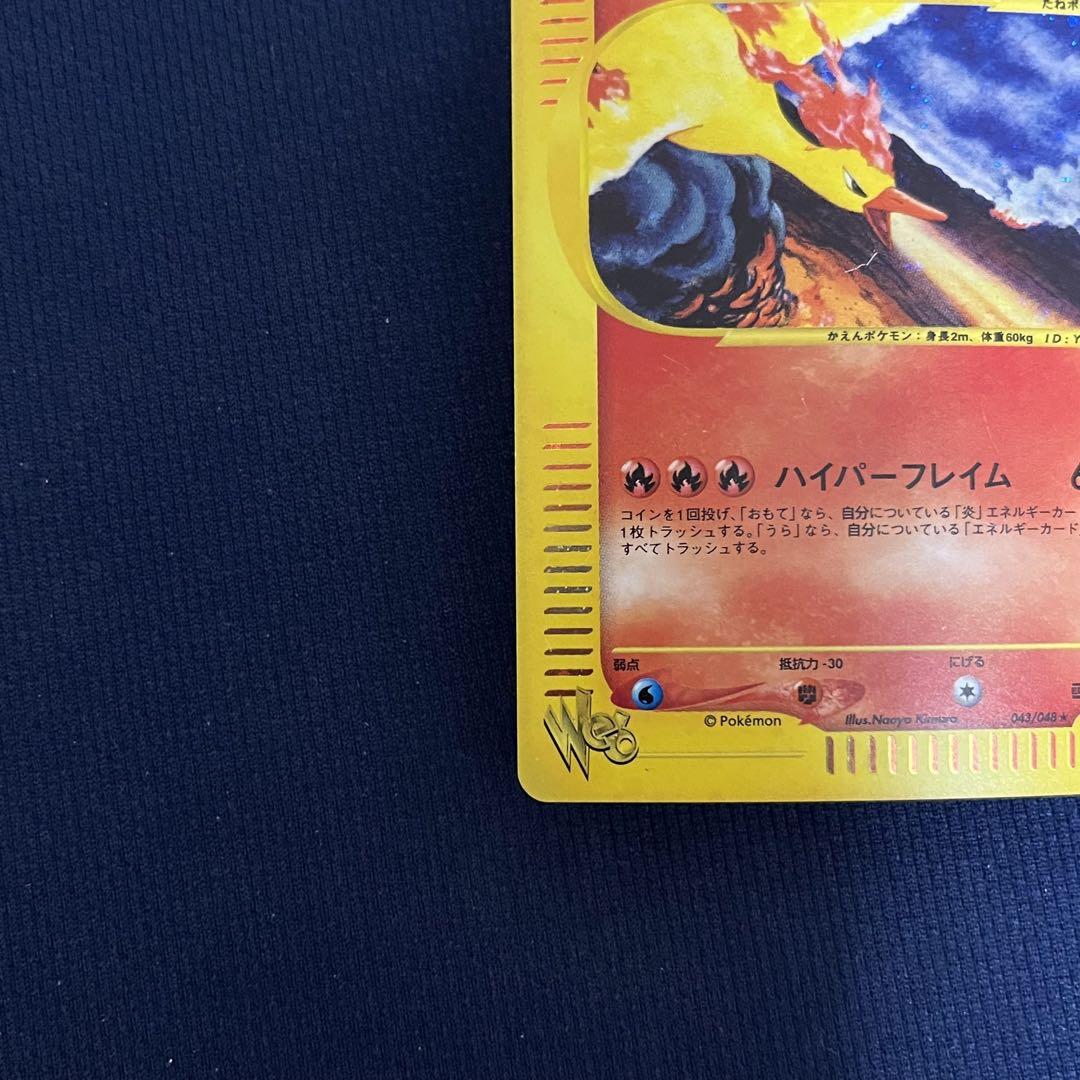 たねポ
かえんポケモン：身長2m、体重60kg ID:Y
ハイパーフレイム 6
コインを1回投げ、「おもて」なら、自分についている「炎」エネルギーカー
1枚トラッシュする。「うら」なら、自分についている「エネルギーカード
すべてトラッシュする。
弱点 抵抗力-30 にげる
Web
©Pokémon Illus.Naoyo Kimura 043/048★